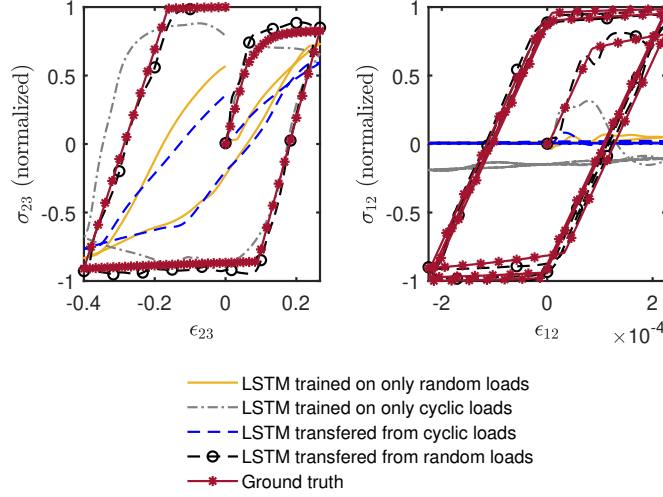 1
0.5
0
-0.5
-1
-0.4
-0.2
0
0.2
σ23 (normalized)
ϵ23
1
0.5
0
-0.5
-1
-2
0
2
×10-4
σ12 (normalized)
ϵ12
LSTM trained on only random loads
LSTM trained on only cyclic loads
LSTM transfered from cyclic loads
LSTM transfered from random loads
Ground truth